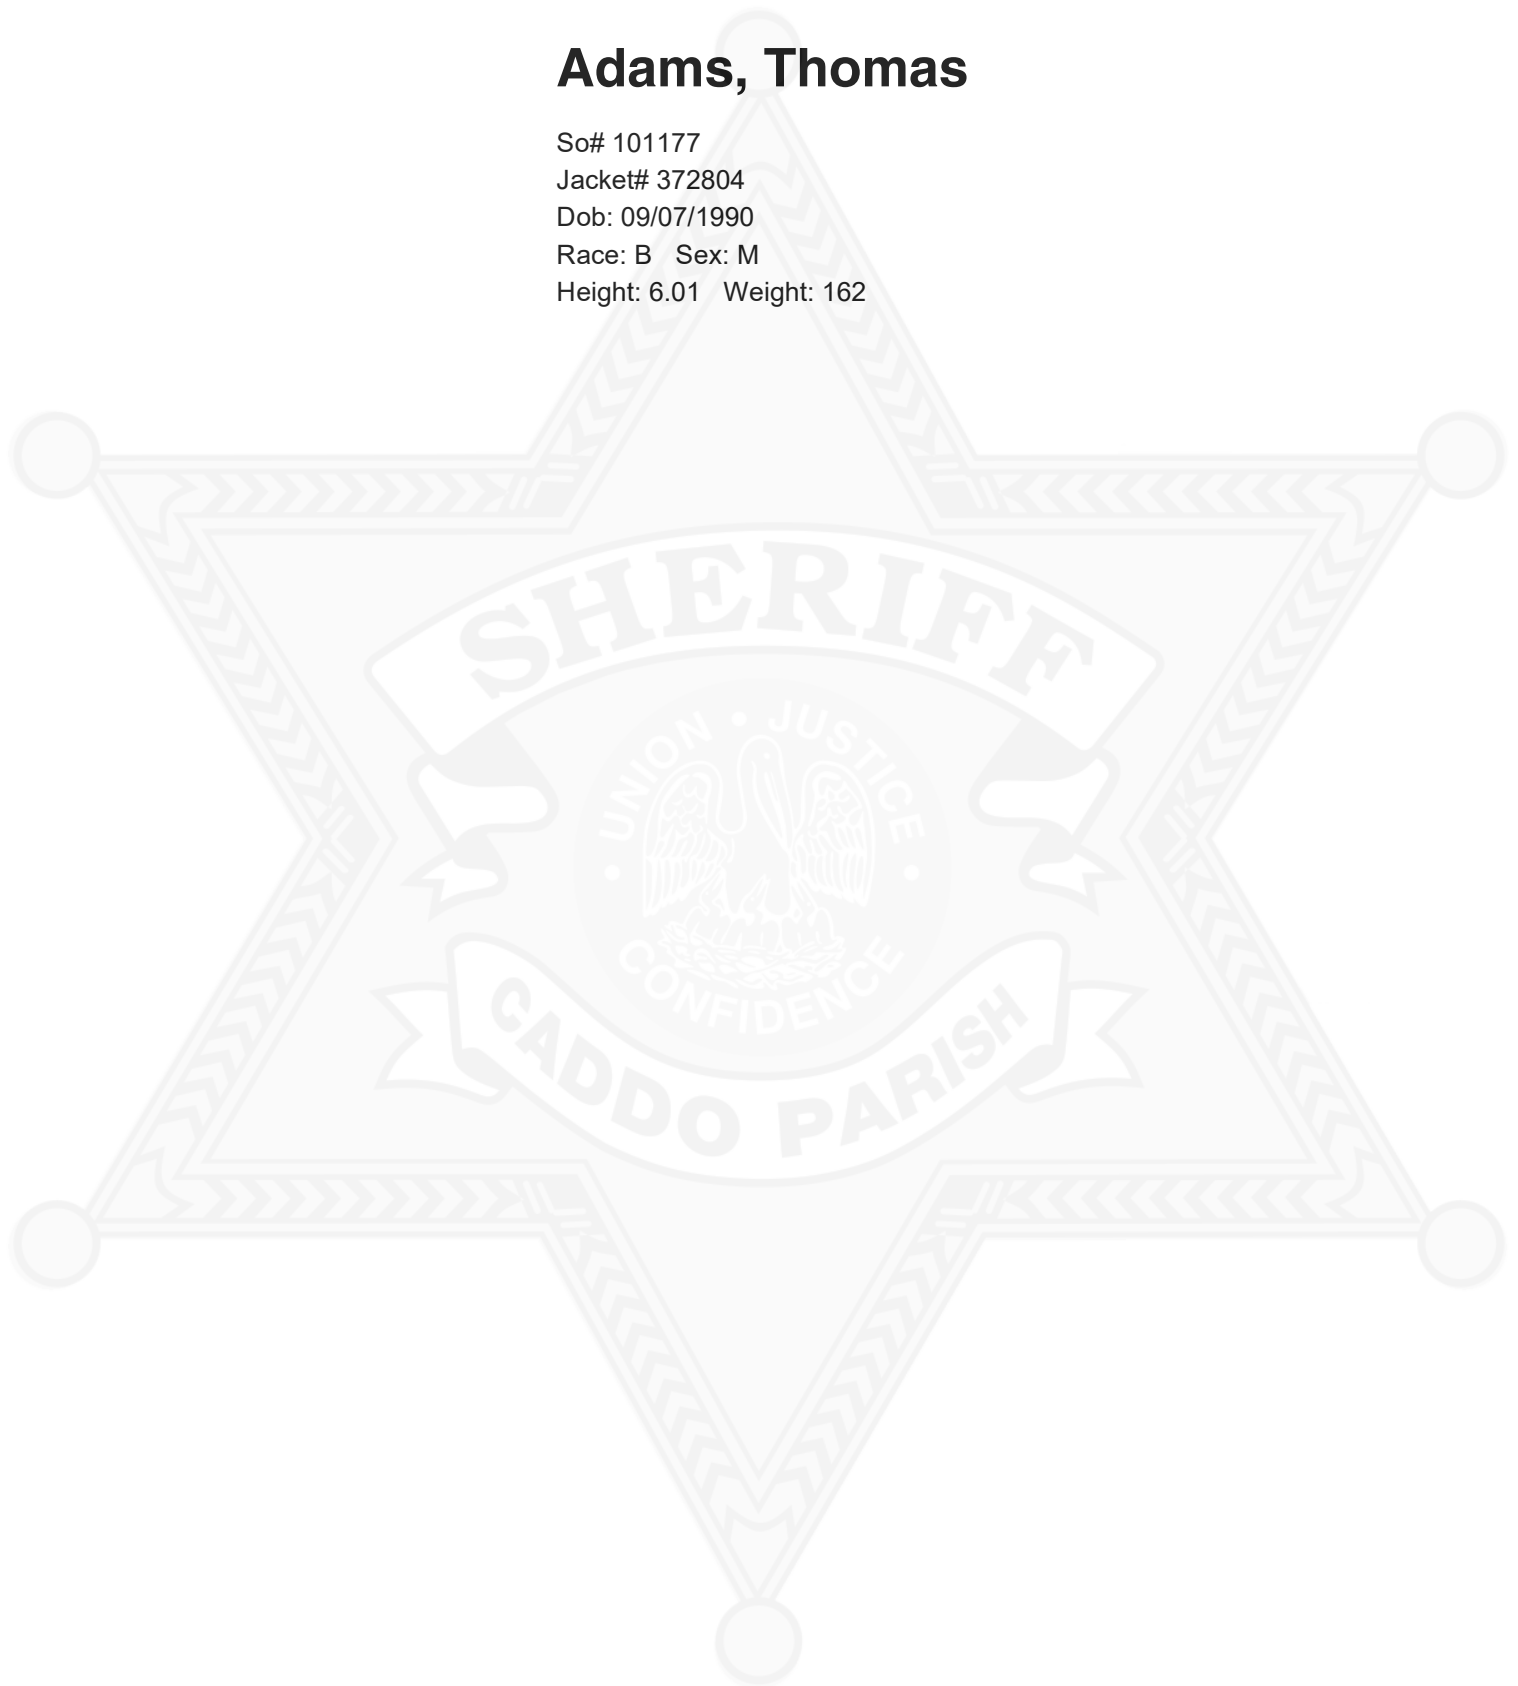 Adams, Thomas
So# 101177
Jacket# 372804
Dob: 09/07/1990
Race: B   Sex: M
Height: 6.01   Weight: 162
SHERIFF
UNION • JUSTICE
CONFIDENCE
CADDO PARISH